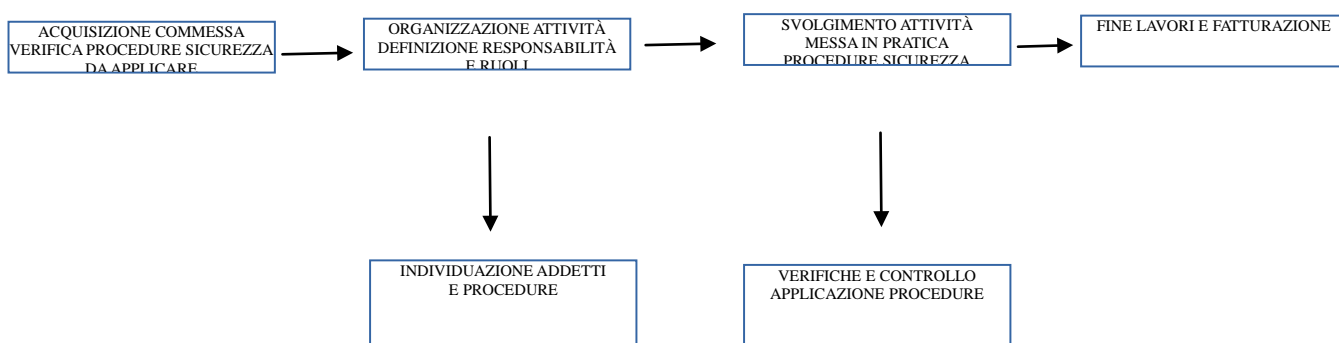 ACQUISIZIONE COMMESSA
VERIFICA PROCEDURE SICUREZZA
DA APPLICARE
ORGANIZZAZIONE ATTIVITÀ
DEFINIZIONE RESPONSABILITÀ
E RUOLI
SVOLGIMENTO ATTIVITÀ
MESSA IN PRATICA
PROCEDURE SICUREZZA
FINE LAVORI E FATTURAZIONE
INDIVIDUAZIONE ADDETTI
E PROCEDURE
VERIFICHE E CONTROLLO
APPLICAZIONE PROCEDURE